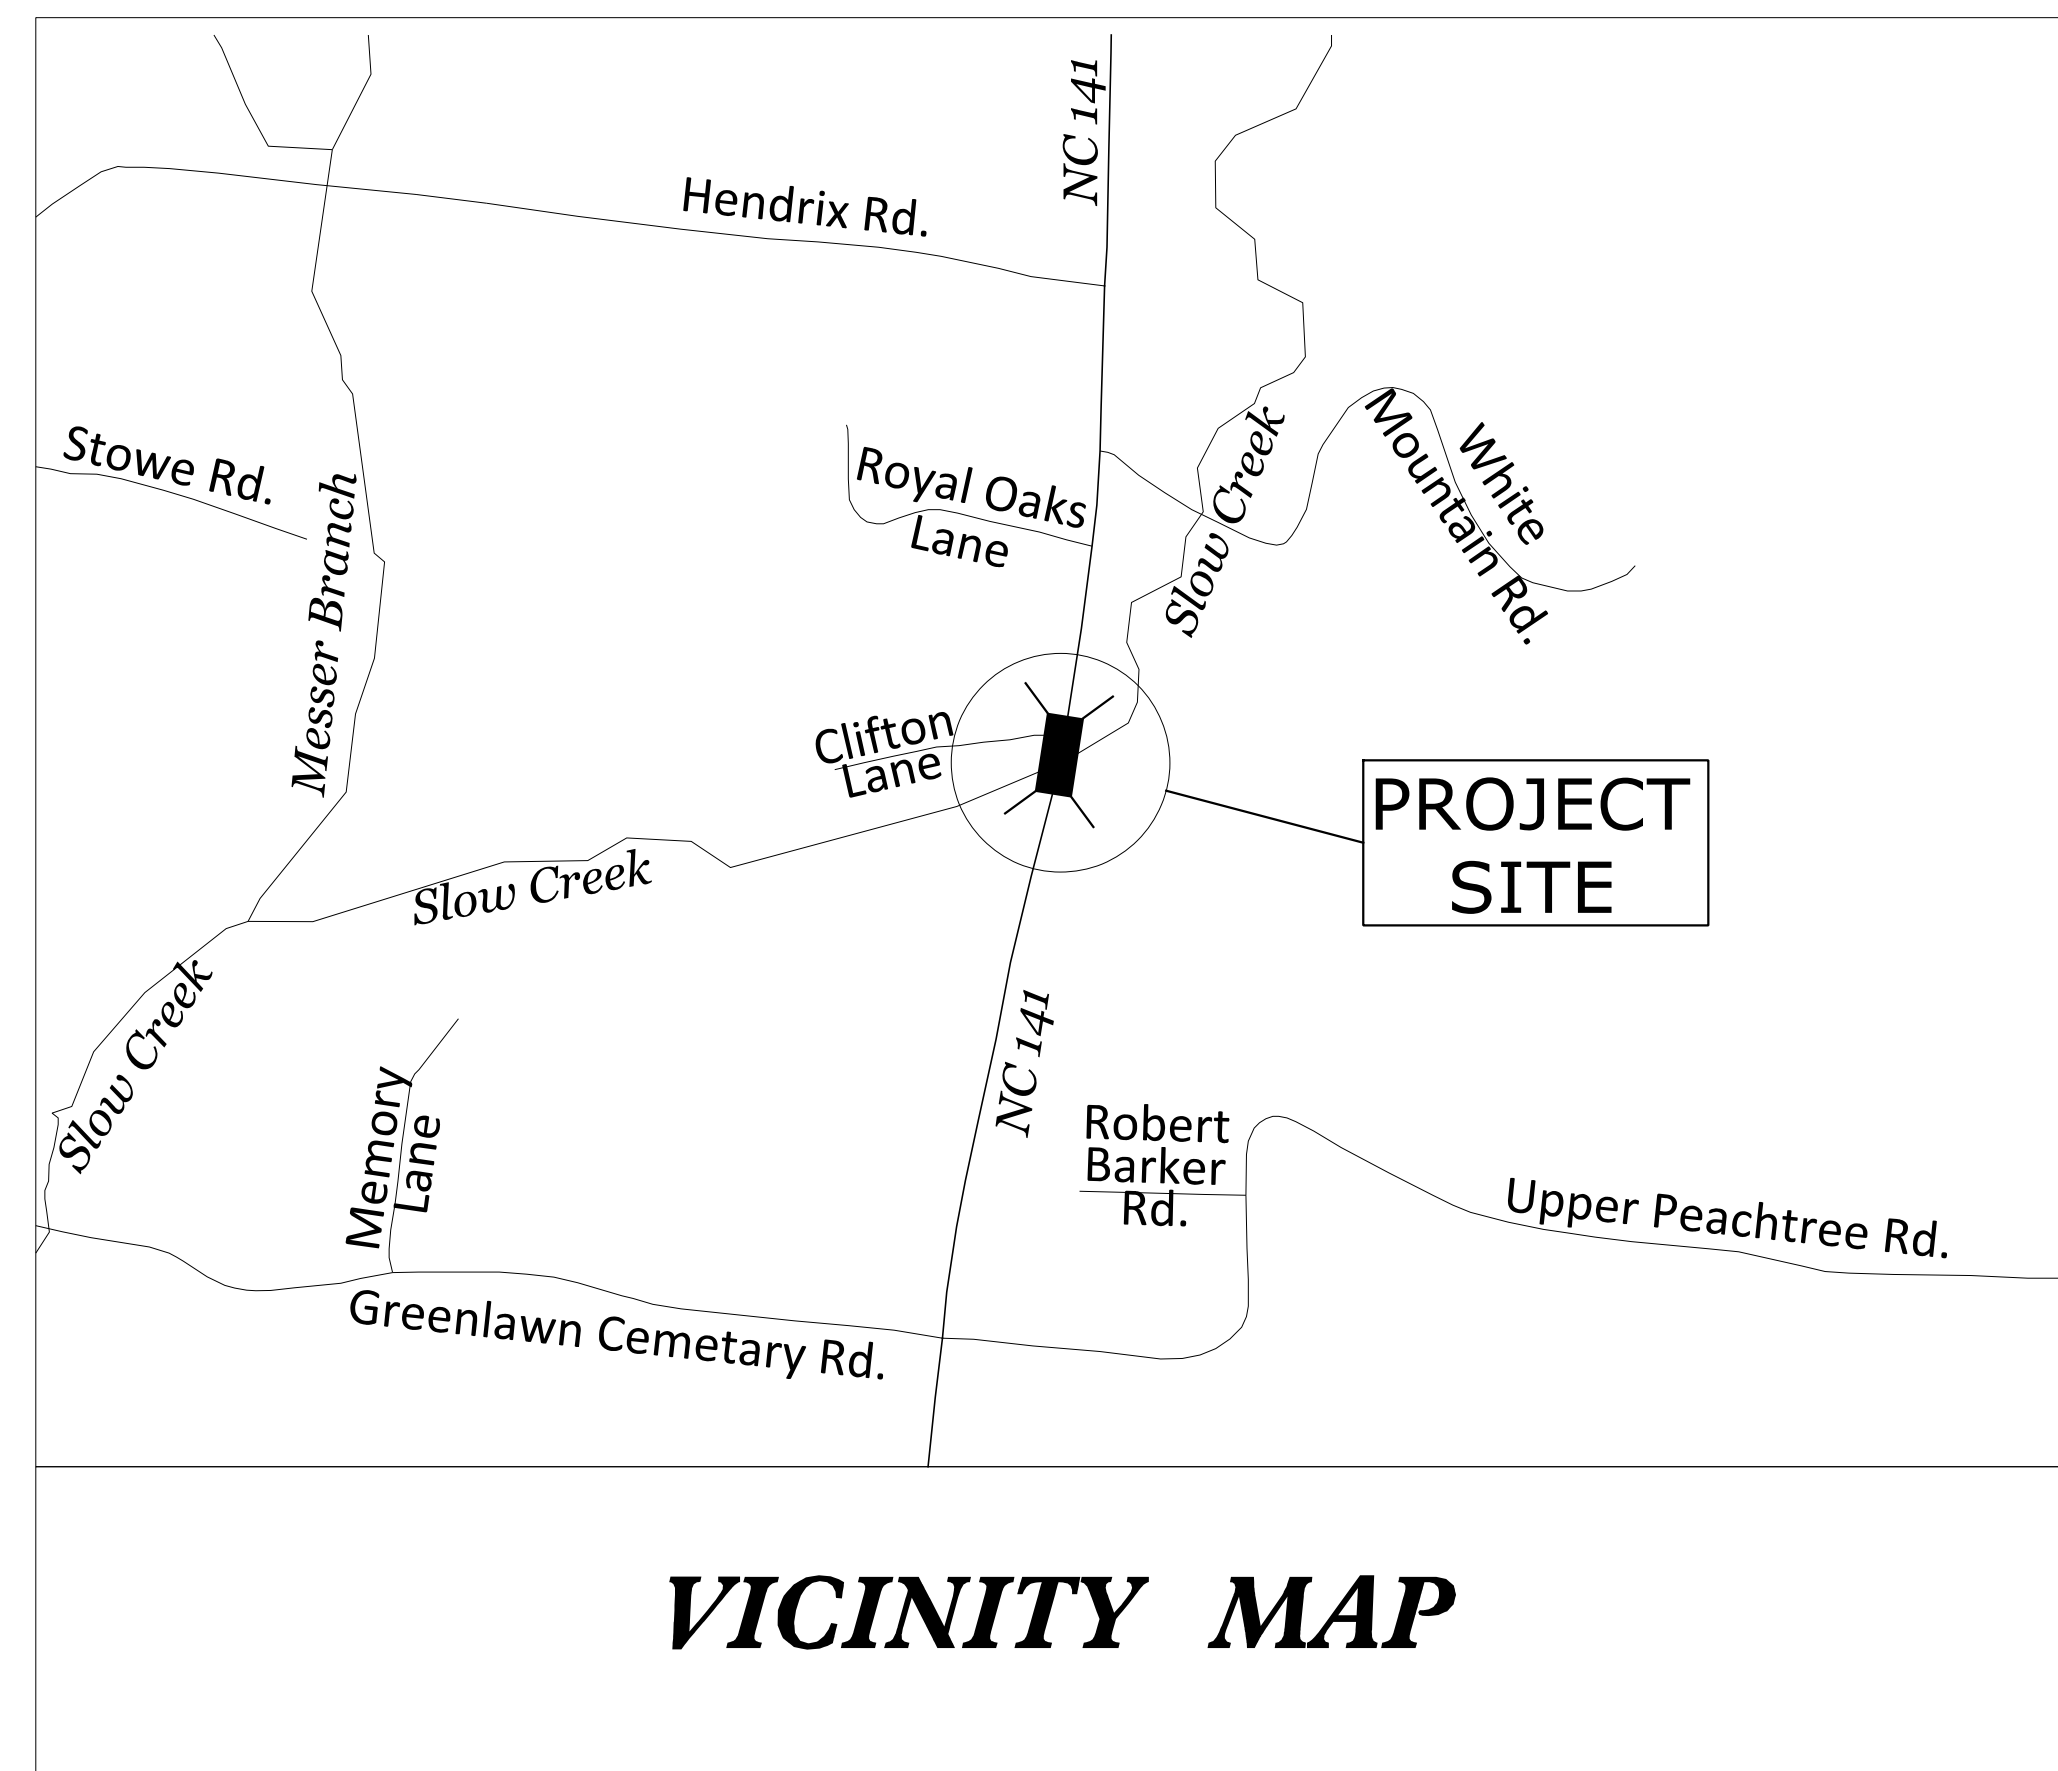 NC 141
Hendrix Rd.
Stowe Rd.
Messer Branch
Royal Oaks
Lane
Slow Creek
White
Mountain Rd.
Clifton
Lane
PROJECT
SITE
Slow Creek
Slow Creek
NC 141
Memory
Lane
Robert
Barker
Rd.
Upper Peachtree Rd.
Greenlawn Cemetary Rd.
VICINITY MAP